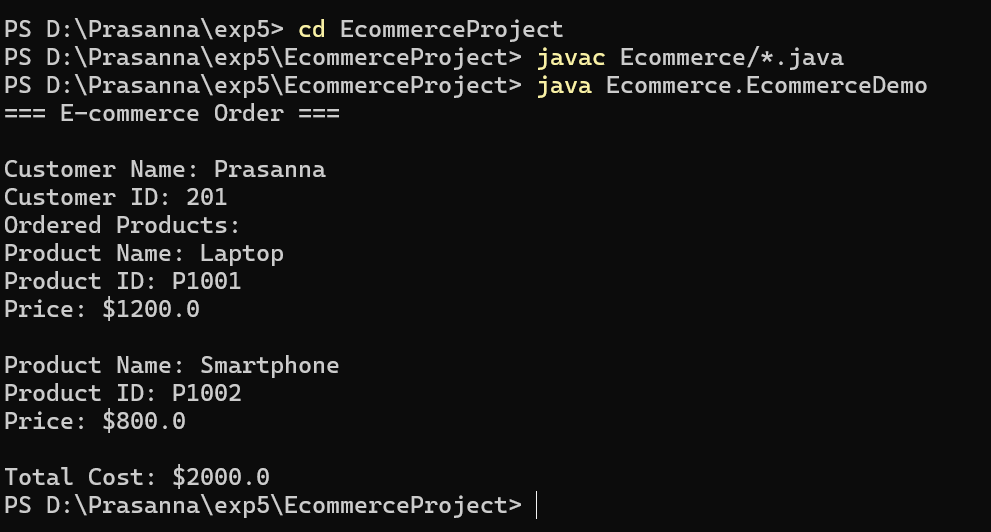 PS D:\Prasanna\exp5> cd EcommerceProject
PS D:\Prasanna\exp5\EcommerceProject> javac Ecommerce/*.java
PS D:\Prasanna\exp5\EcommerceProject> java Ecommerce.EcommerceDemo
=== E-commerce Order ===
Customer Name: Prasanna
Customer ID: 201
Ordered Products:
Product Name: Laptop
Product ID: P1001
Price: $1200.0
Product Name: Smartphone
Product ID: P1002
Price: $800.0
Total Cost: $2000.0
PS D:\Prasanna\exp5\EcommerceProject>